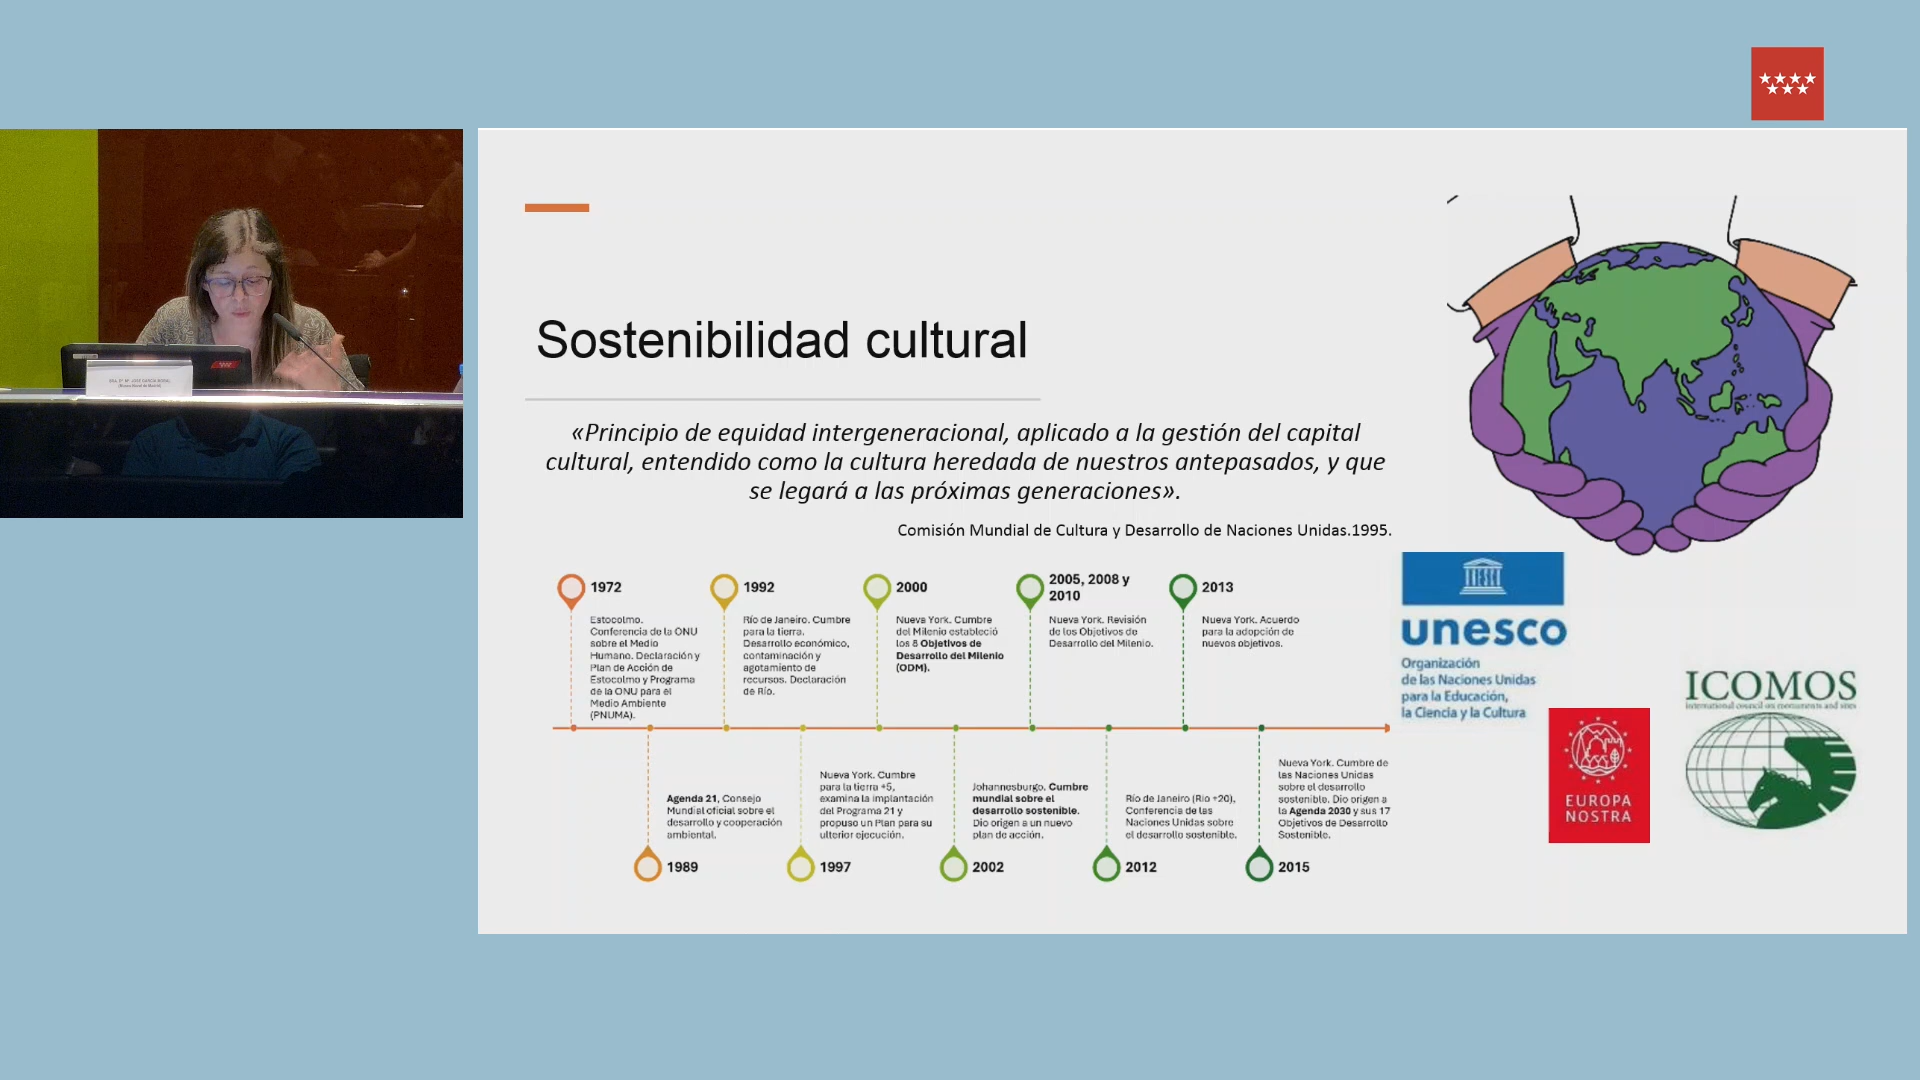 Sostenibilidad cultural
«Principio de equidad intergeneracional, aplicado a la gestión del capital
cultural, entendido como la cultura heredada de nuestros antepasados, y que
se legará a las próximas generaciones».
Comisión Mundial de Cultura y Desarrollo de Naciones Unidas.1995.
1972
Estocolmo.
Conferencia de la ONU
sobre el Medio
Humano. Declaración y
Plan de Acción de
Estocolmo y Programa
de la ONU para el
Medio Ambiente
(PNUMA).
1992
Río de Janeiro. Cumbre
para la tierra.
Desarrollo económico,
contaminación y
agotamiento de
recursos. Declaración
de Río.
2000
Nueva York. Cumbre
del Milenio estableció
los 8 Objetivos de
Desarrollo del Milenio
(ODM).
2005, 2008 y
2010
Nueva York. Revisión
de los Objetivos de
Desarrollo del Milenio.
2013
Nueva York. Acuerdo
para la adopción de
nuevos objetivos.
Agenda 21, Consejo
Mundial oficial sobre el
desarrollo y cooperación
ambiental.
1989
Nueva York. Cumbre
para la tierra +5,
examina la implantación
del Programa 21 y
propuso un Plan para su
ulterior ejecución.
1997
Johannesburgo. Cumbre
mundial sobre el
desarrollo sostenible.
Dio origen a un nuevo
plan de acción.
2002
Río de Janeiro (Rio +20),
Conferencia de las
Naciones Unidas sobre
el desarrollo sostenible.
2012
Nueva York. Cumbre de
las Naciones Unidas
sobre el desarrollo
sostenible. Dio origen a
la Agenda 2030 y sus 17
Objetivos de Desarrollo
Sostenible.
2015
unesco
Organización
de las Naciones Unidas
para la Educación,
la Ciencia y la Cultura
EUROPA
NOSTRA
ICOMOS
international council on monuments and sites